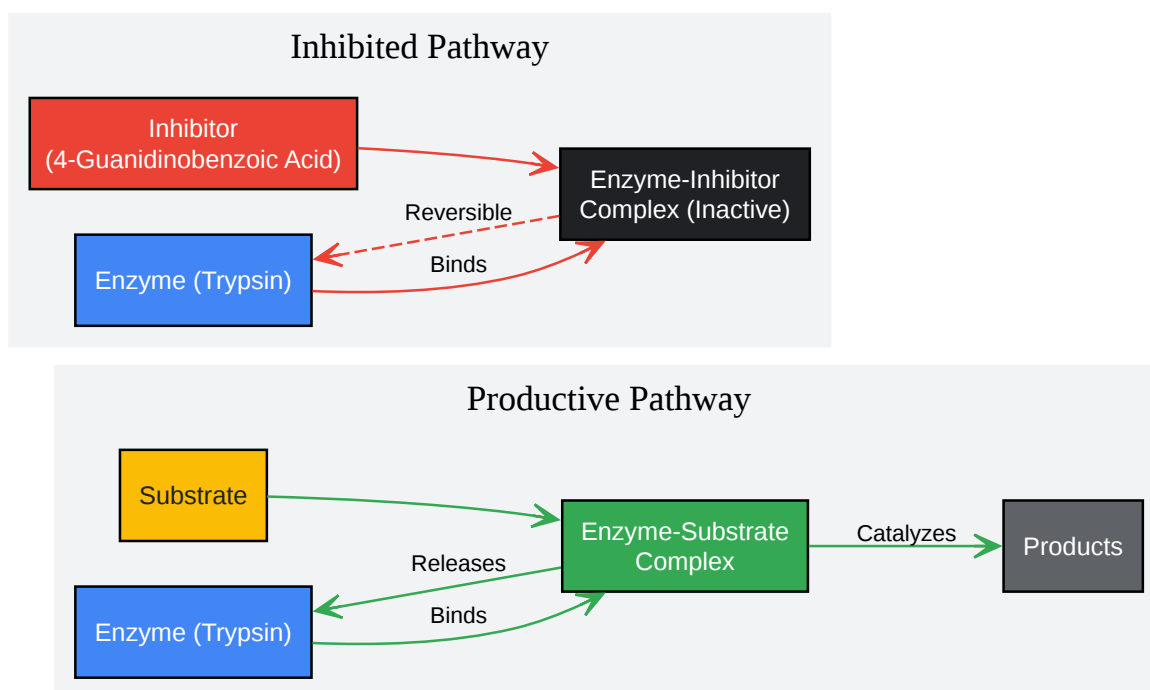 Inhibited Pathway
Inhibitor
(4-Guanidinobenzoic Acid)
Enzyme-Inhibitor
Complex (Inactive)
Reversible
Binds
Enzyme (Trypsin)
Productive Pathway
Substrate
Enzyme-Substrate
Complex
Catalyzes
Products
Releases
Binds
Enzyme (Trypsin)